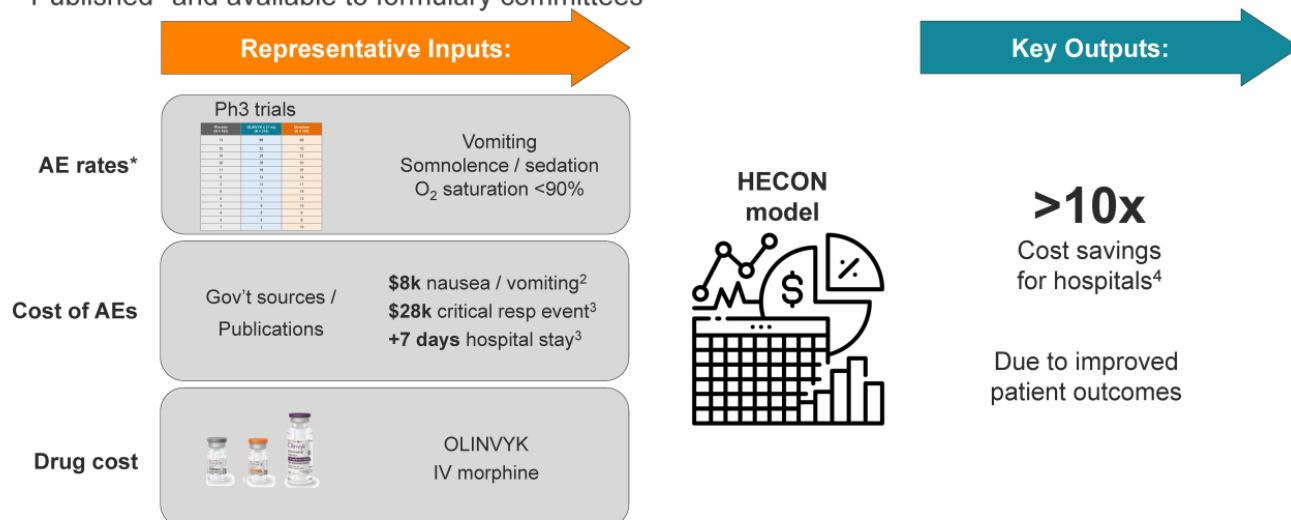 Published¹ and available to formulary committees
Representative Inputs:
Key Outputs:
AE rates*
Ph3 trials
Vomiting
Somnolence / sedation
O₂ saturation <90%
Cost of AEs
Gov’t sources /
Publications
$8k nausea / vomiting²
$28k critical resp event³
+7 days hospital stay³
Drug cost
Olinvyk
OLINVYK
IV morphine
HECON
model
$
%
>10x
Cost savings
for hospitals⁴
Due to improved
patient outcomes